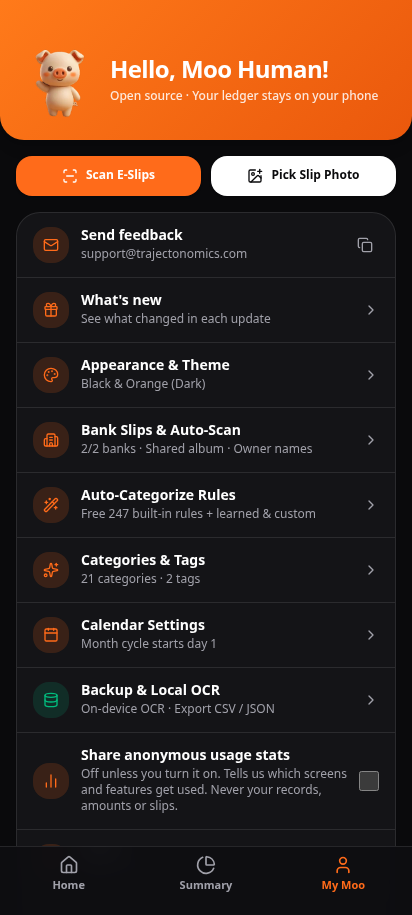 Hello, Moo Human!
Open source · Your ledger stays on your phone
Scan E-Slips
Pick Slip Photo
Send feedback
support@trajectonomics.com
What's new
See what changed in each update
Appearance & Theme
Black & Orange (Dark)
Bank Slips & Auto-Scan
2/2 banks · Shared album · Owner names
Auto-Categorize Rules
Free 247 built-in rules + learned & custom
Categories & Tags
21 categories · 2 tags
Calendar Settings
Month cycle starts day 1
Backup & Local OCR
On-device OCR · Export CSV / JSON
Share anonymous usage stats
Off unless you turn it on. Tells us which screens
and features get used. Never your records,
amounts or slips.
Home
Summary
My Moo